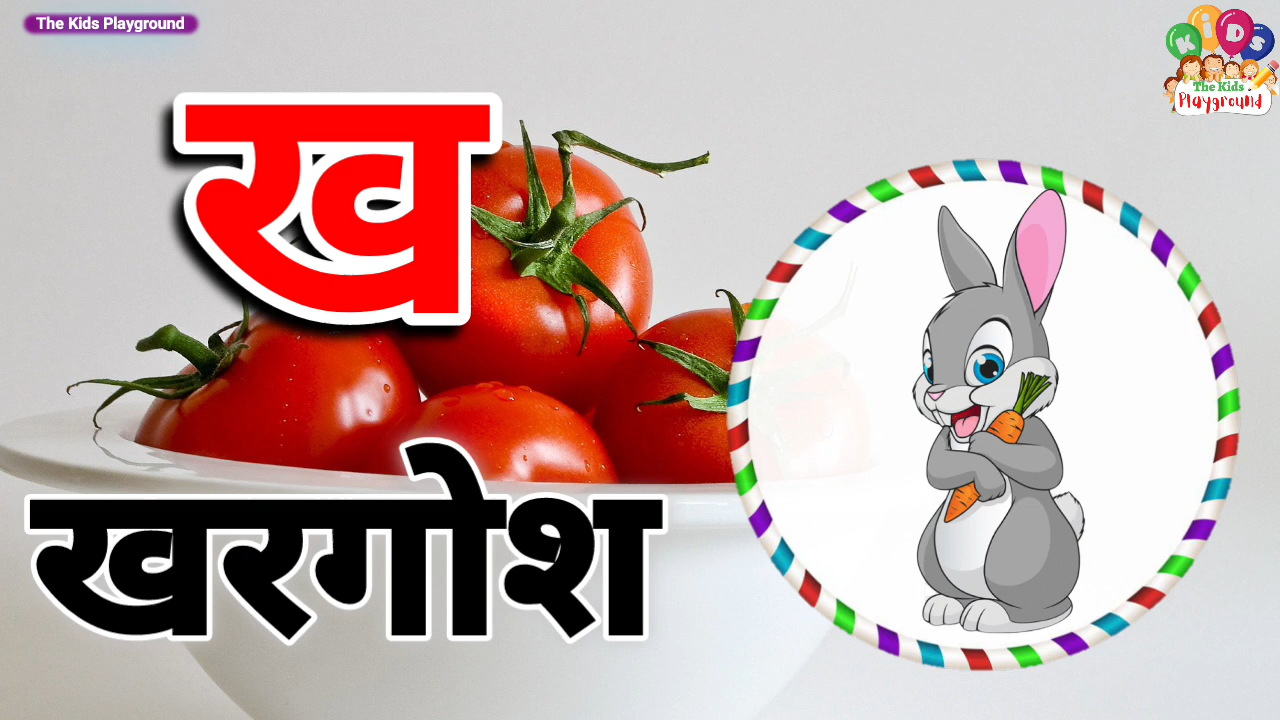 The Kids Playground
KiDS
The Kids
Playground
ख
खरगोश